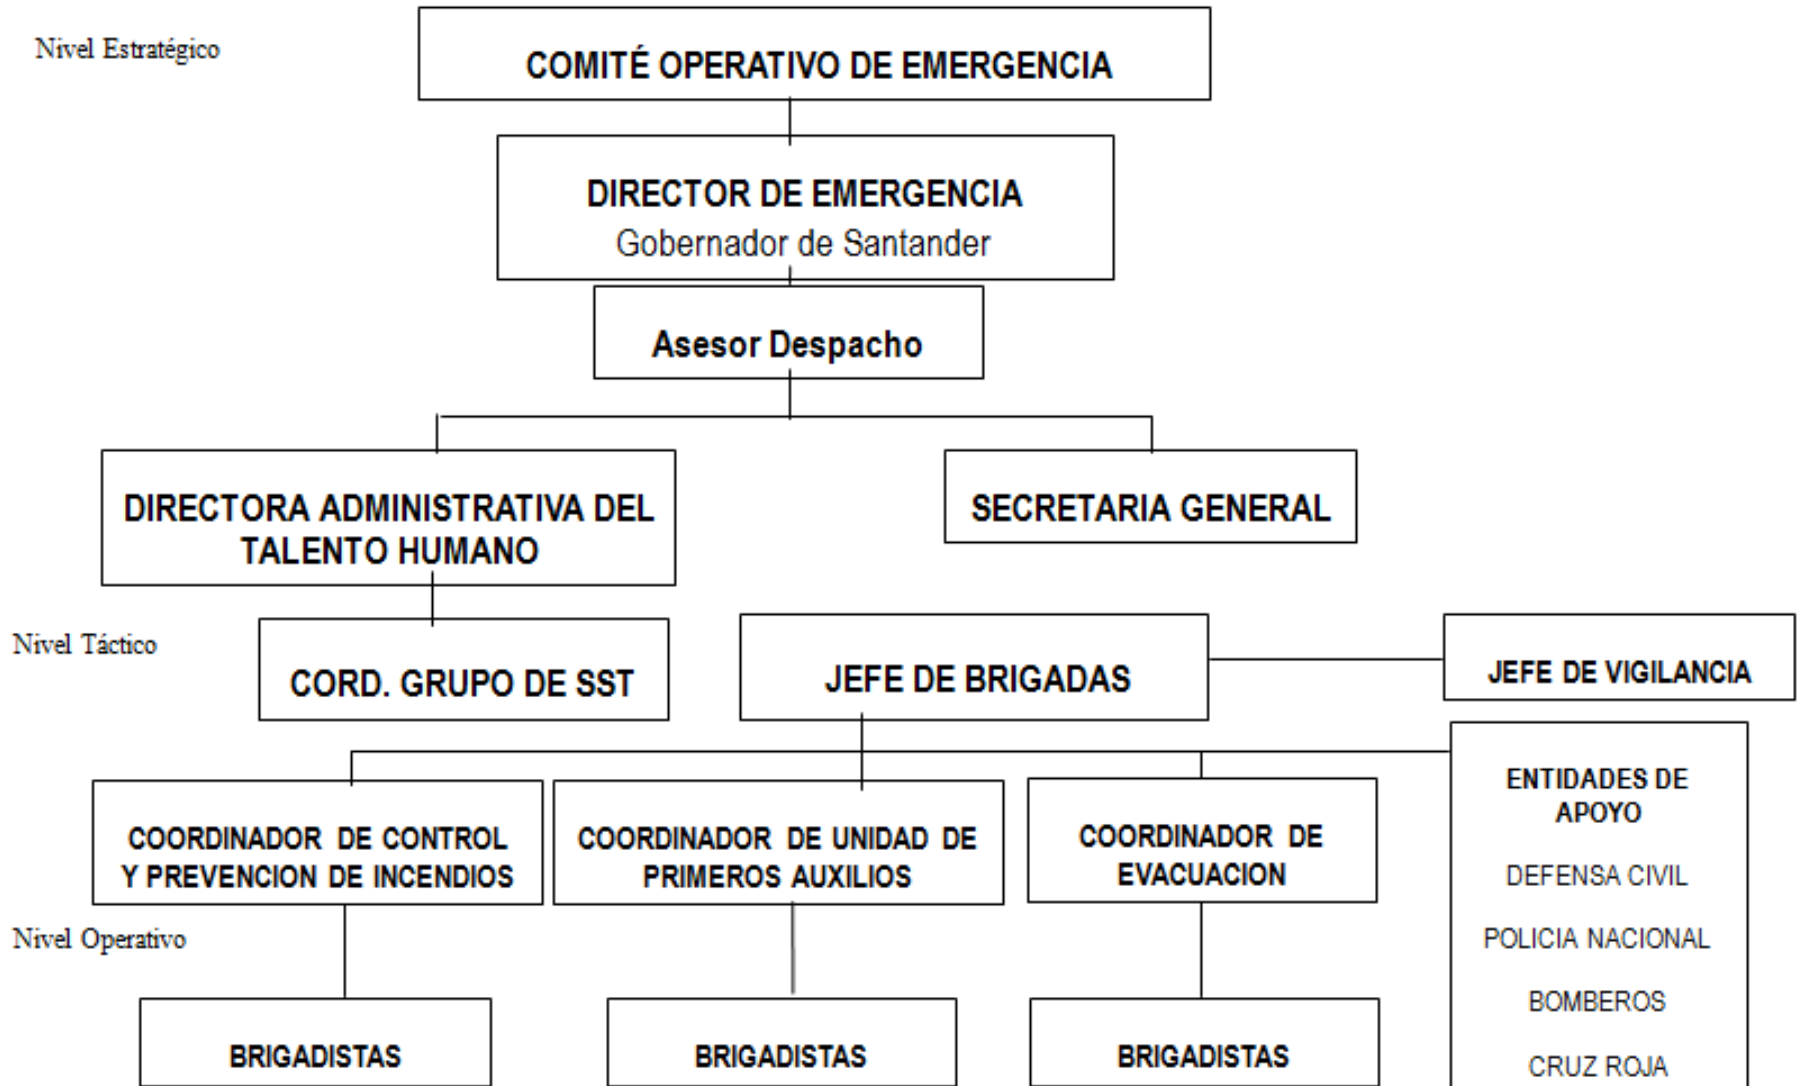 Nivel Estratégico
COMITÉ OPERATIVO DE EMERGENCIA
DIRECTOR DE EMERGENCIA
Gobernador de Santander
Asesor Despacho
DIRECTORA ADMINISTRATIVA DEL
TALENTO HUMANO
SECRETARIA GENERAL
Nivel Táctico
CORD. GRUPO DE SST
JEFE DE BRIGADAS
JEFE DE VIGILANCIA
COORDINADOR DE CONTROL
Y PREVENCION DE INCENDIOS
COORDINADOR DE UNIDAD DE
PRIMEROS AUXILIOS
COORDINADOR DE
EVACUACION
ENTIDADES DE
APOYO
DEFENSA CIVIL
POLICIA NACIONAL
BOMBEROS
CRUZ ROJA
Nivel Operativo
BRIGADISTAS
BRIGADISTAS
BRIGADISTAS